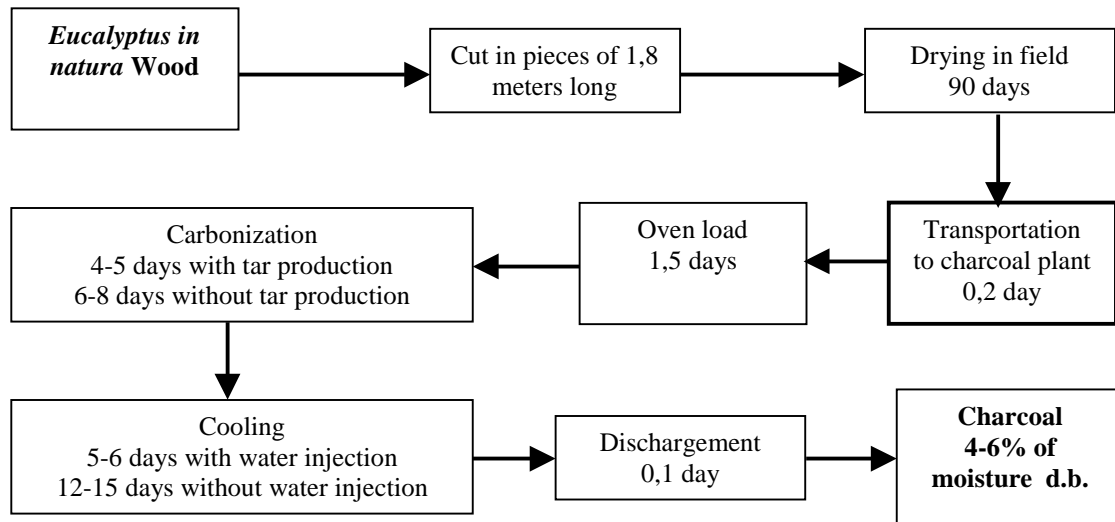 Eucalyptus in
natura Wood
Cut in pieces of 1,8
meters long
Drying in field
90 days
Transportation
to charcoal plant
0,2 day
Oven load
1,5 days
Carbonization
4-5 days with tar production
6-8 days without tar production
Cooling
5-6 days with water injection
12-15 days without water injection
Dischargement
0,1 day
Charcoal
4-6% of
moisture d.b.